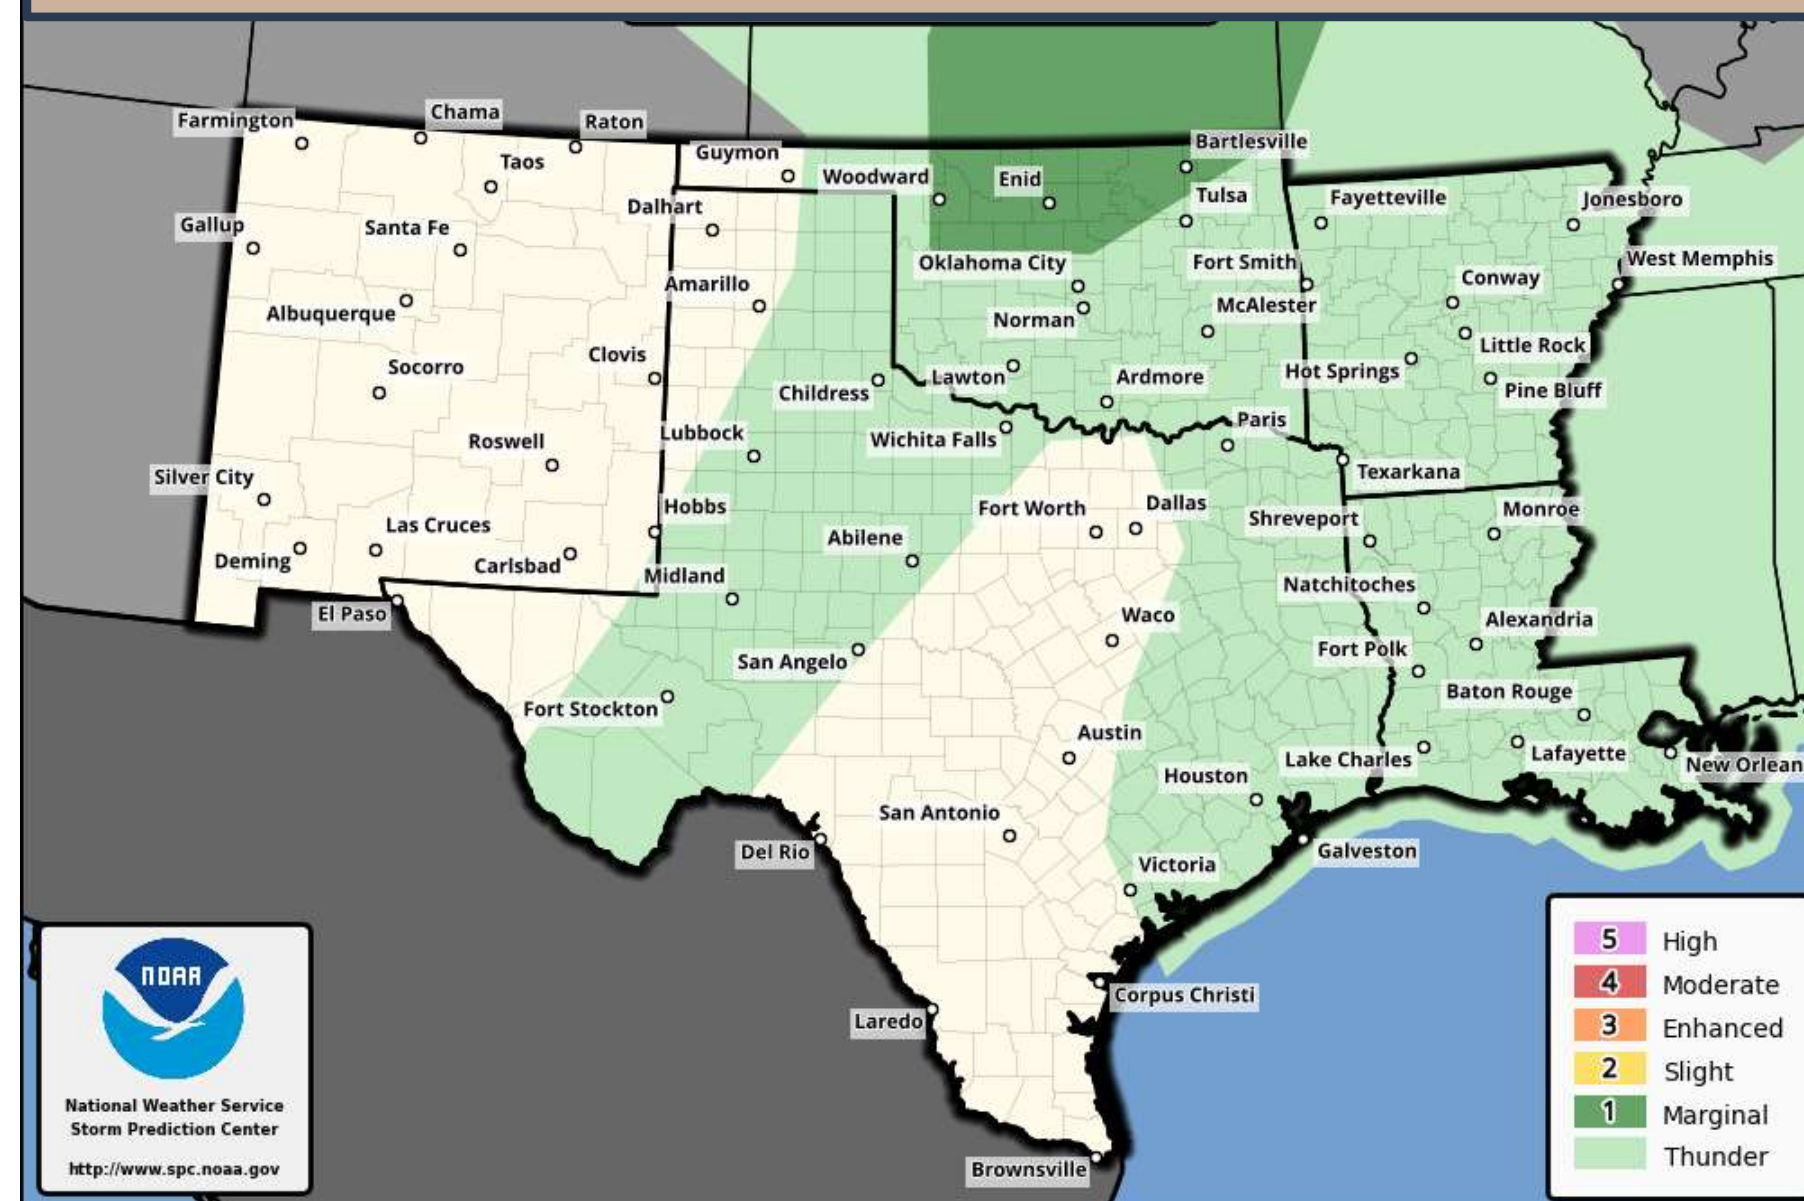 Farmington
Chama
Raton
Taos
Guymon
Woodward
Enid
Bartlesville
Tulsa
Fayetteville
Jonesboro
Gallup
Santa Fe
Dalhart
Oklahoma City
Fort Smith
West Memphis
Albuquerque
Amarillo
Norman
McAlester
Conway
Socorro
Clovis
Childress
Lawton
Ardmore
Hot Springs
Little Rock
Pine Bluff
Roswell
Lubbock
Wichita Falls
Paris
Texarkana
Silver City
Hobbs
Fort Worth
Dallas
Shreveport
Monroe
Las Cruces
Deming
Carlsbad
Midland
Abilene
Natchitoches
El Paso
Waco
Alexandria
San Angelo
Fort Polk
Fort Stockton
Baton Rouge
Austin
Houston
Lake Charles
Lafayette
New Orlean
San Antonio
Del Rio
Victoria
Galveston
Corpus Christi
Laredo
Brownsville
NOAA
National Weather Service
Storm Prediction Center
http://www.spc.noaa.gov
5 High
4 Moderate
3 Enhanced
2 Slight
1 Marginal
Thunder